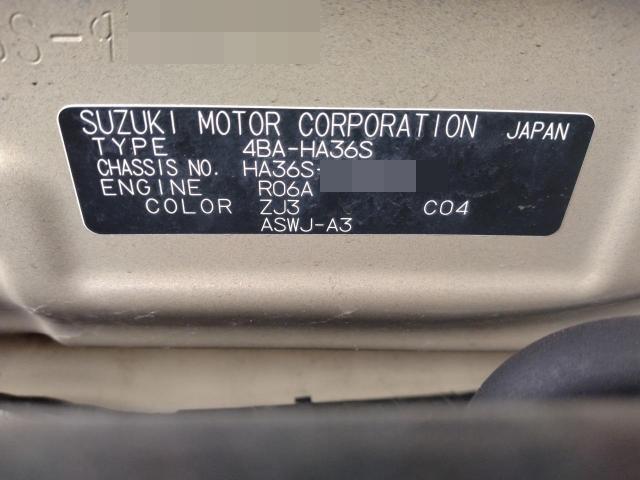 SUZUKI MOTOR CORPORATION JAPAN
TYPE 4BA-HA36S
CHASSIS NO. HA36S-
ENGINE R06A
COLOR ZJ3 C04
ASWJ-A3